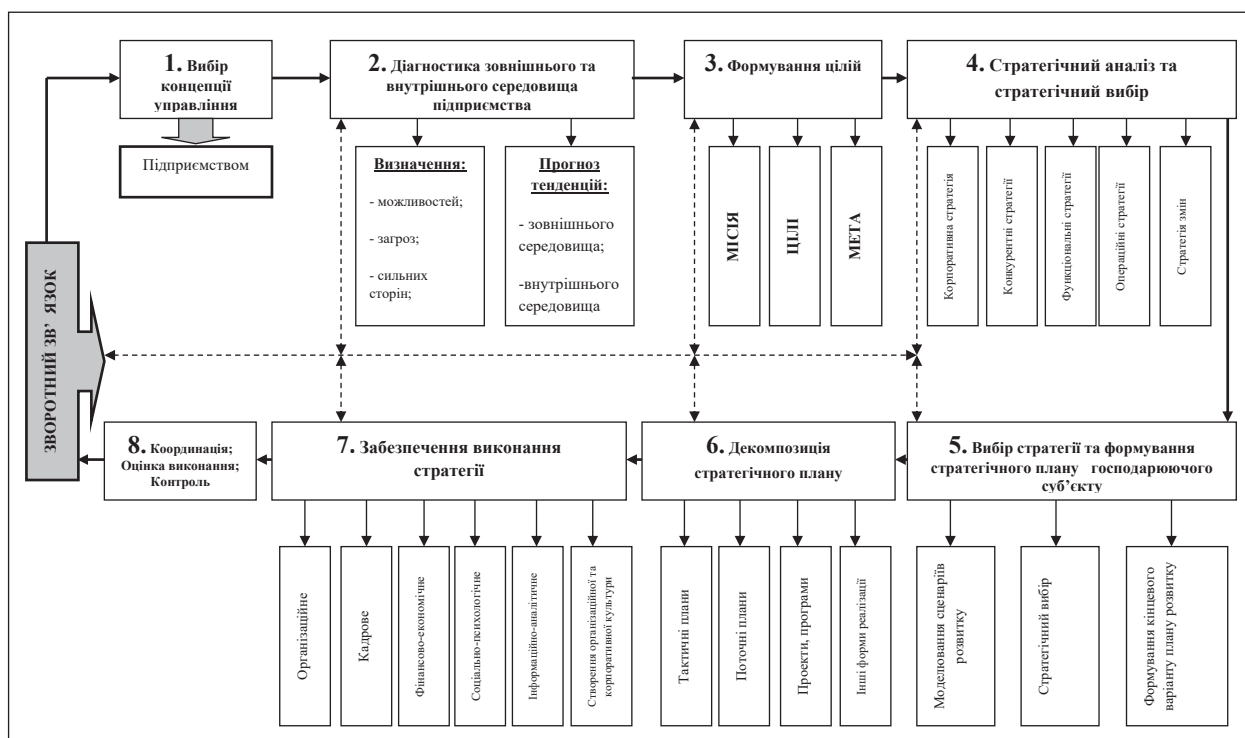 1. Вибір
концепції
управління
Підприємством
2. Діагностика зовнішнього та
внутрішнього середовища
підприємства
Визначення:
- можливостей;
- загроз;
- сильних
сторін;
Прогноз
тенденцій:
- зовнішнього
середовища;
-внутрішнього
середовища
3. Формування цілій
МІСІЯ
ЦІЛІ
МЕТА
4. Стратегічний аналіз та
стратегічний вибір
Корпоративна стратегія
Конкурентні стратегії
Функціональні стратегії
Операційні стратегії
Стратегія змін
ЗВОРОТНИЙ ЗВ' ЯЗОК
8. Координація;
Оцінка виконання;
Контроль
7. Забезпечення виконання
стратегії
Організаційне
Кадрове
Фінансово-економічне
Соціально-психологічне
Інформаційно-аналітичне
Створення організаційної та
корпоративної культури
6. Декомпозиція
стратегічного плану
Тактичні плани
Поточні плани
Проекти, програми
Інші форми реалізації
5. Вибір стратегії та формування
стратегічного плану господарюючого
суб'єкту
Моделювання сценаріїв
розвитку
Стратегічний вибір
Формування кінцевого
варіанту плану розвитку